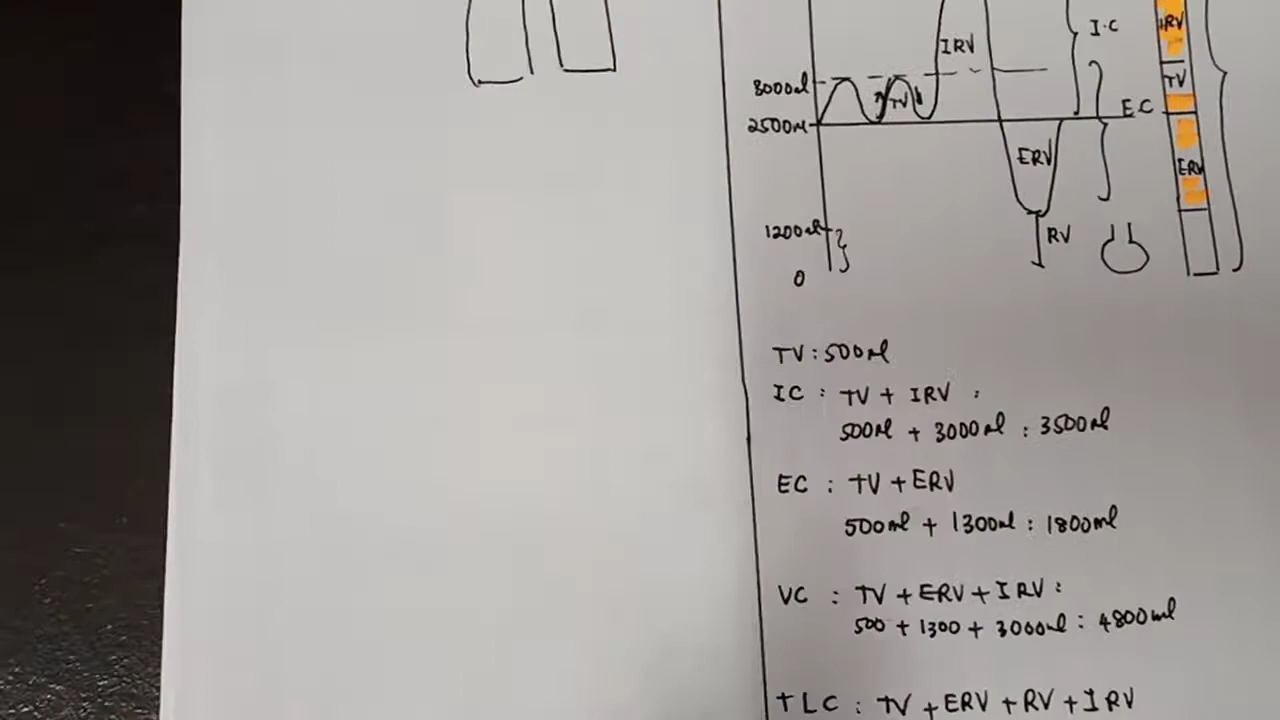 IRV
I·C
IRV
3000ml
TV
TV
EC
2500ml
ERV
ERV
1200ml
RV
0
TV : 500ml
IC : TV + IRV :
500ml + 3000ml : 3500ml
EC : TV + ERV
500ml + 1300ml : 1800ml
VC : TV + ERV + IRV :
500 + 1300 + 3000ml : 4800ml
TLC : TV + ERV + RV + IRV